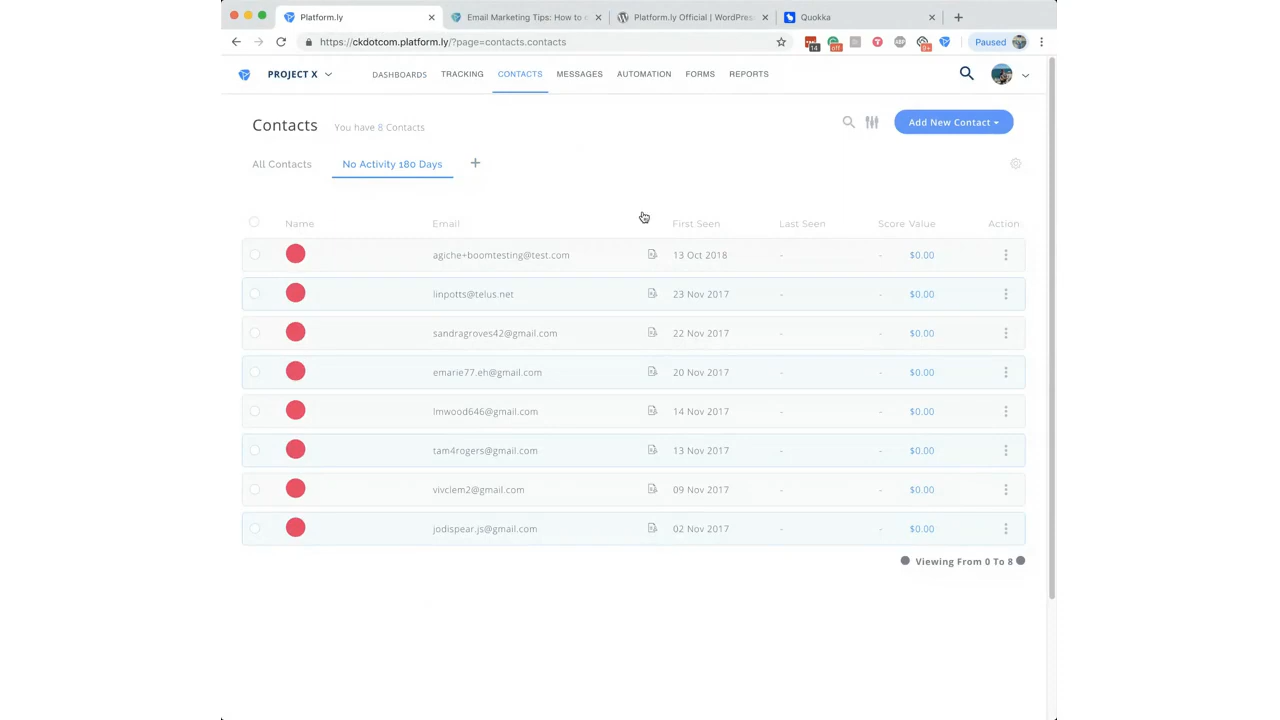 Platform.ly
Email Marketing Tips: How to
Platform.ly Official | WordPres
Quokka
https://ckdotcom.platform.ly/?page=contacts.contacts
14
off
9+
Paused
PROJECT X
DASHBOARDS
TRACKING
CONTACTS
MESSAGES
AUTOMATION
FORMS
REPORTS
Contacts
You have 8 Contacts
Add New Contact
All Contacts
No Activity 180 Days
+
Name Email First Seen Last Seen Score Value Action
agiche+boomtesting@test.com 13 Oct 2018 - - $0.00
linpotts@telus.net 23 Nov 2017 - - $0.00
sandragroves42@gmail.com 22 Nov 2017 - - $0.00
emarie77.eh@gmail.com 20 Nov 2017 - - $0.00
lmwood646@gmail.com 14 Nov 2017 - - $0.00
tam4rogers@gmail.com 13 Nov 2017 - - $0.00
vivclem2@gmail.com 09 Nov 2017 - - $0.00
jodispear.js@gmail.com 02 Nov 2017 - - $0.00
Viewing From 0 To 8